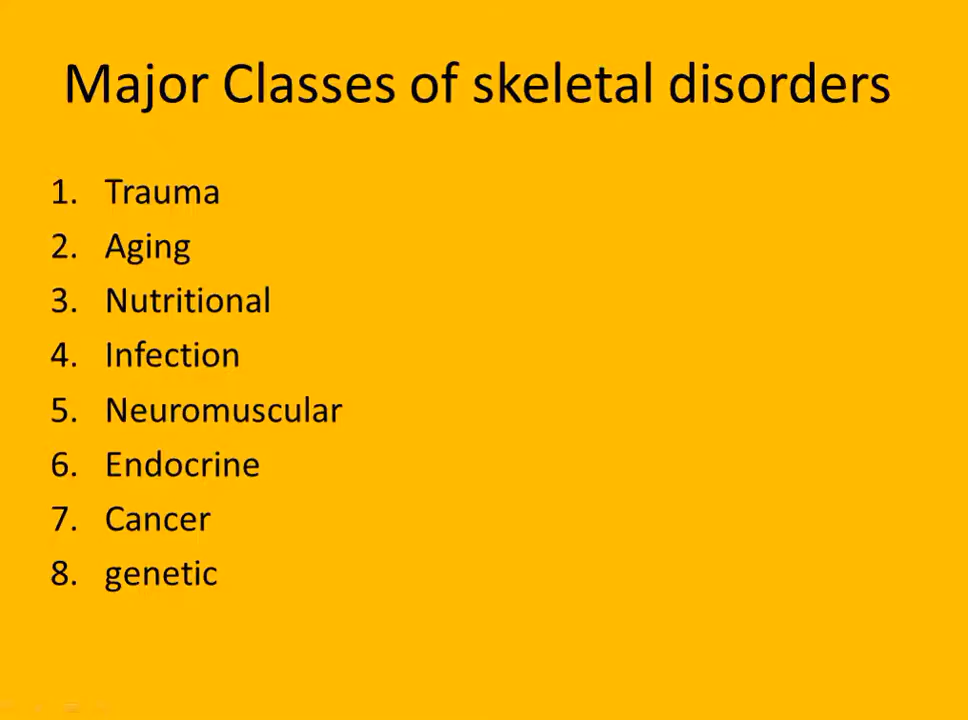 Major Classes of skeletal disorders
1. Trauma
2. Aging
3. Nutritional
4. Infection
5. Neuromuscular
6. Endocrine
7. Cancer
8. genetic